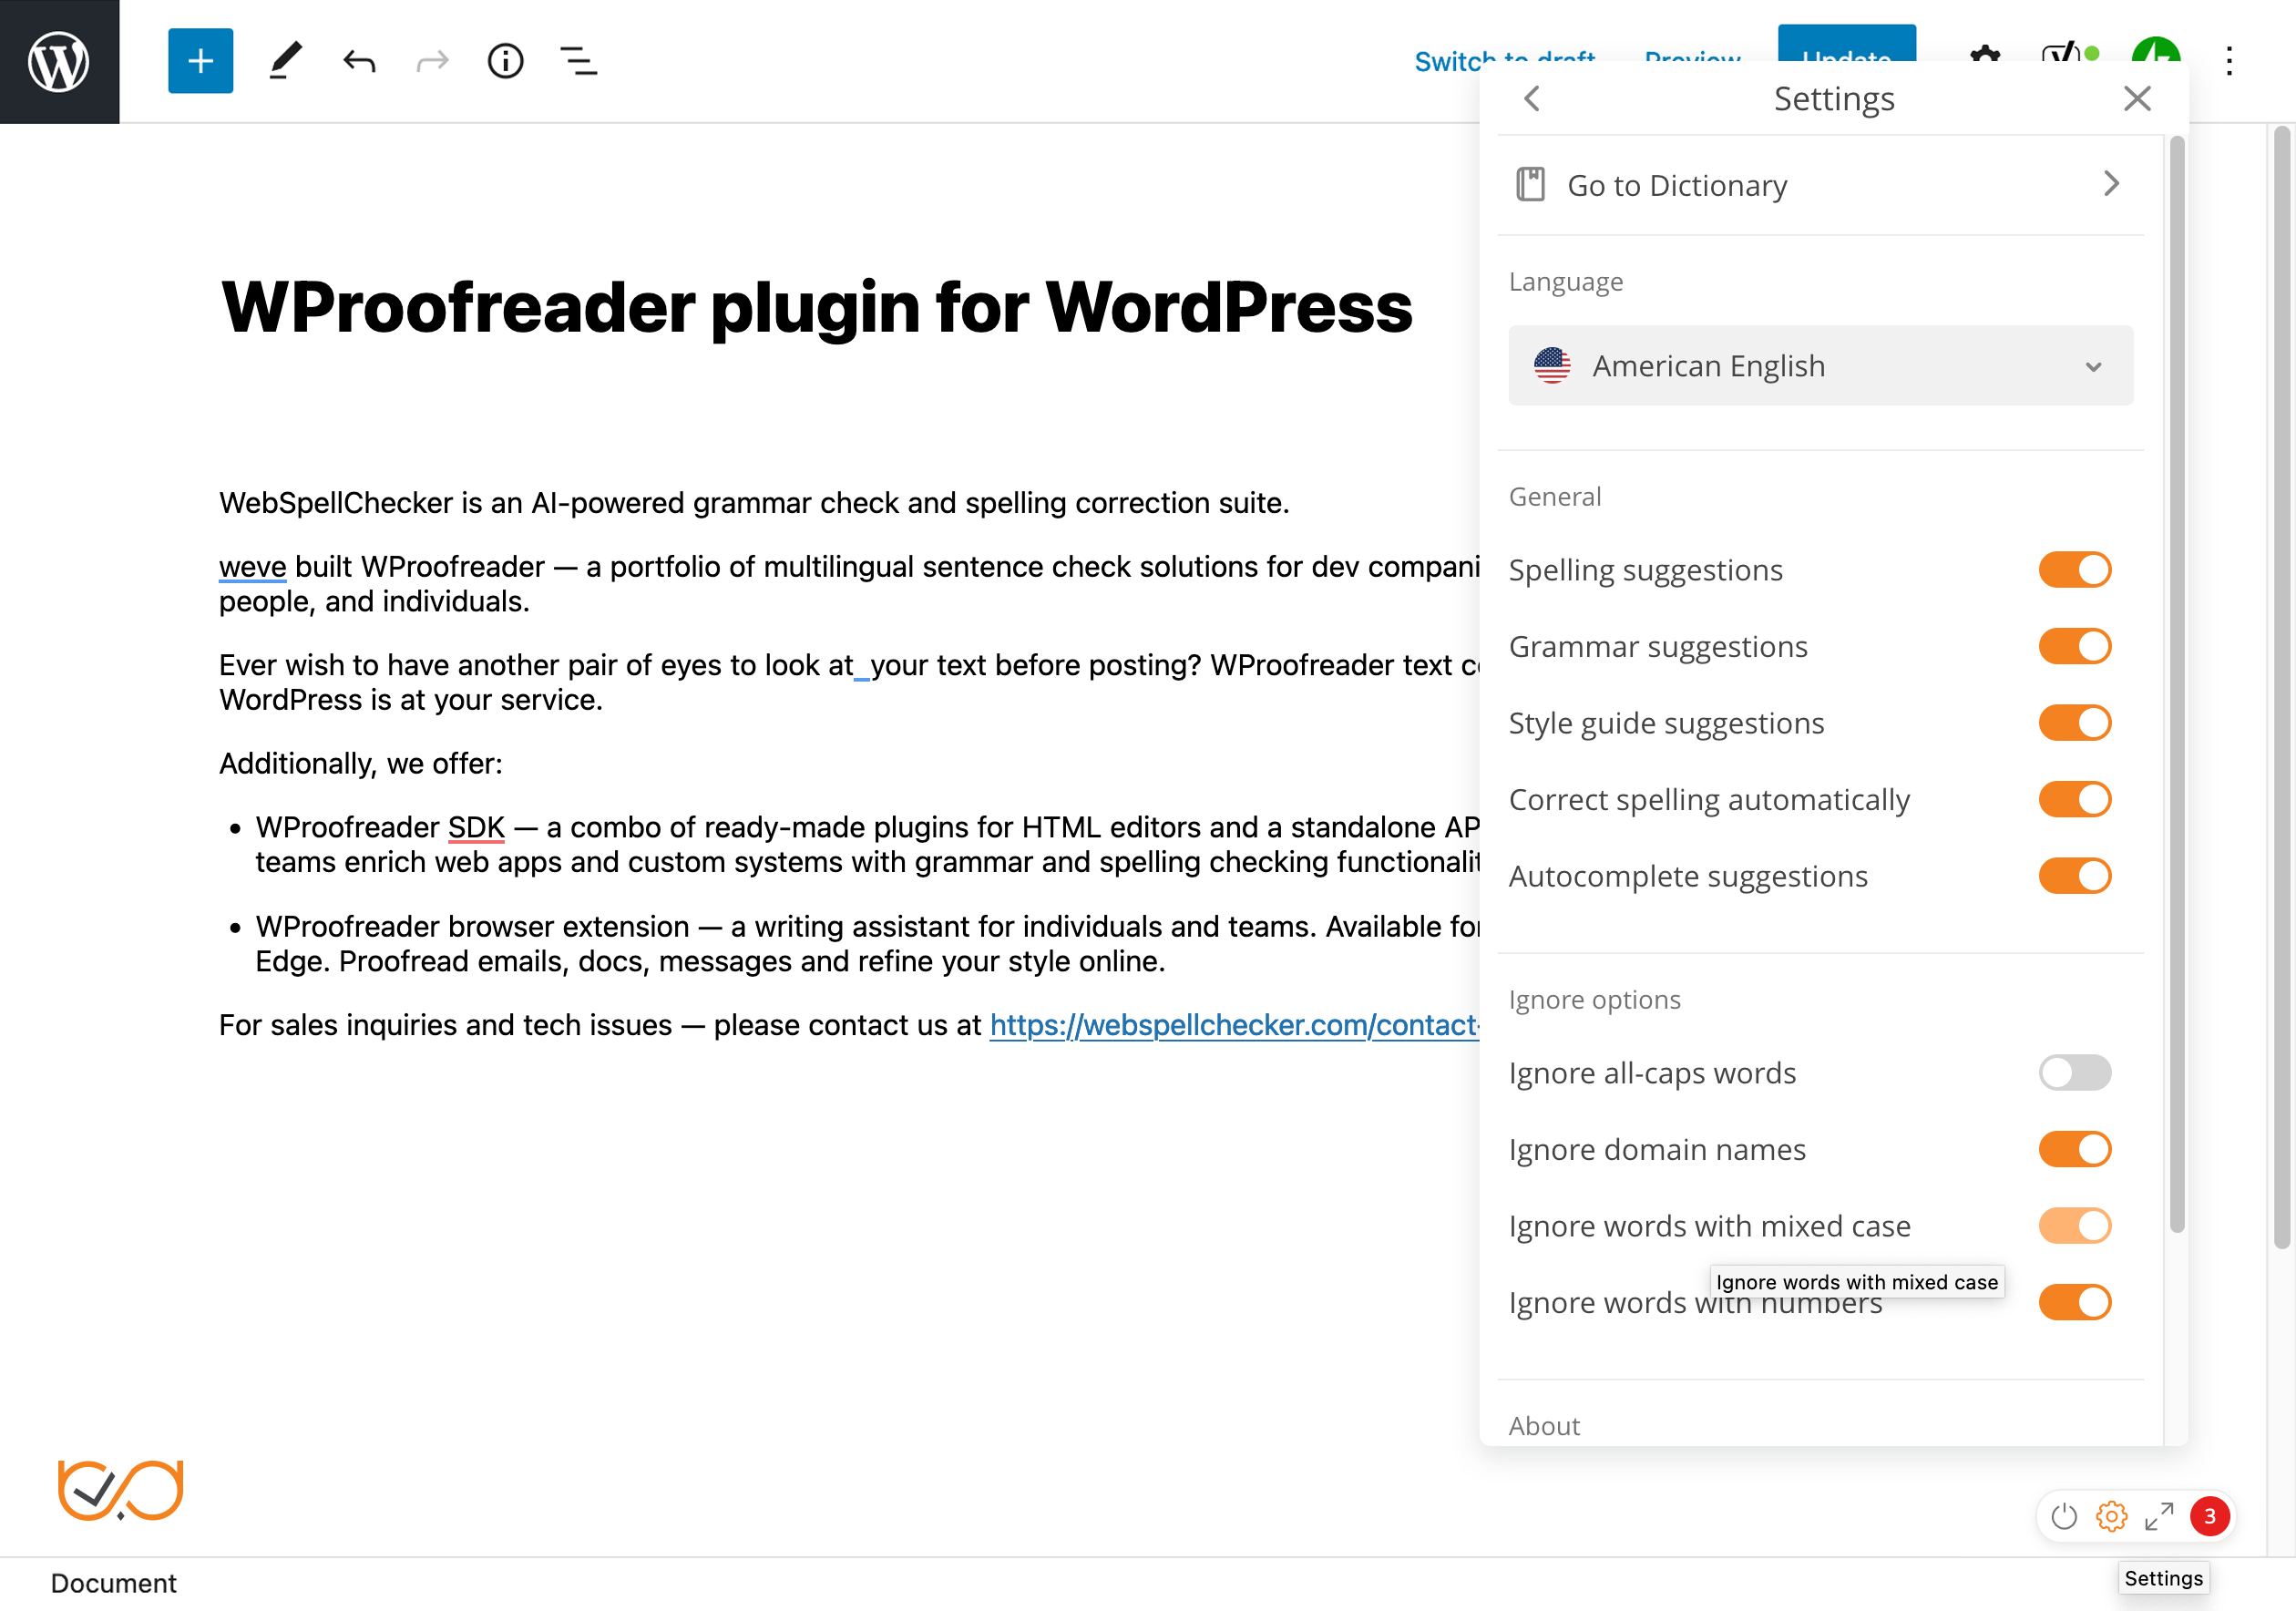 Switch to draft
Preview
Update
Settings
Go to Dictionary
Language
American English
General
Spelling suggestions
Grammar suggestions
Style guide suggestions
Correct spelling automatically
Autocomplete suggestions
Ignore options
Ignore all-caps words
Ignore domain names
Ignore words with mixed case
Ignore words with mixed case
Ignore words with numbers
About
WProofreader plugin for WordPress
WebSpellChecker is an AI-powered grammar check and spelling correction suite.
weve built WProofreader — a portfolio of multilingual sentence check solutions for dev compani
people, and individuals.
Ever wish to have another pair of eyes to look at  your text before posting? WProofreader text c
WordPress is at your service.
Additionally, we offer:
• WProofreader SDK — a combo of ready-made plugins for HTML editors and a standalone AP
teams enrich web apps and custom systems with grammar and spelling checking functionalit
• WProofreader browser extension — a writing assistant for individuals and teams. Available for
Edge. Proofread emails, docs, messages and refine your style online.
For sales inquiries and tech issues — please contact us at https://webspellchecker.com/contact-
3
Document
Settings